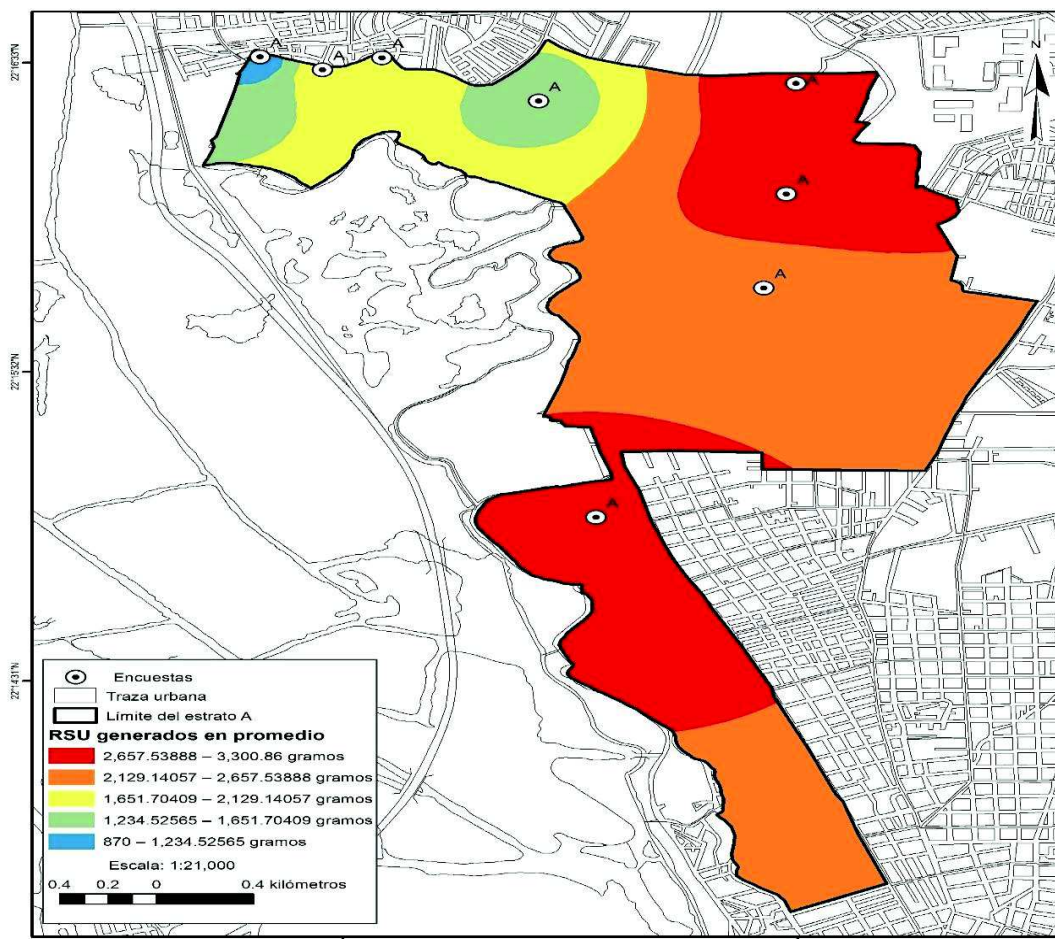 A
A
A
A
A
A
A
A
N
22°16'33"N
22°15'32"N
22°14'31"N
Encuestas
Traza urbana
Límite del estrato A
RSU generados en promedio
2,657.53888 – 3,300.86 gramos
2,129.14057 – 2,657.53888 gramos
1,651.70409 – 2,129.14057 gramos
1,234.52565 – 1,651.70409 gramos
870 – 1,234.52565 gramos
Escala: 1:21,000
0.4 0.2 0 0.4 kilómetros